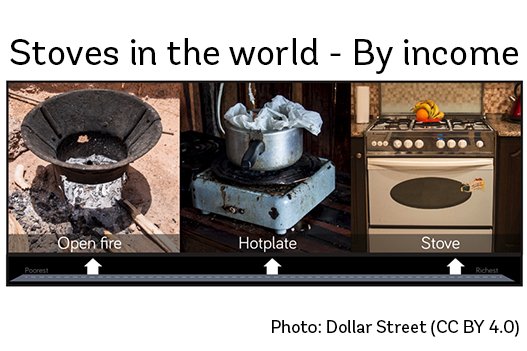 Stoves in the world - By income
Open fire
Hotplate
Stove
Poorest
Richest
Photo: Dollar Street (CC BY 4.0)